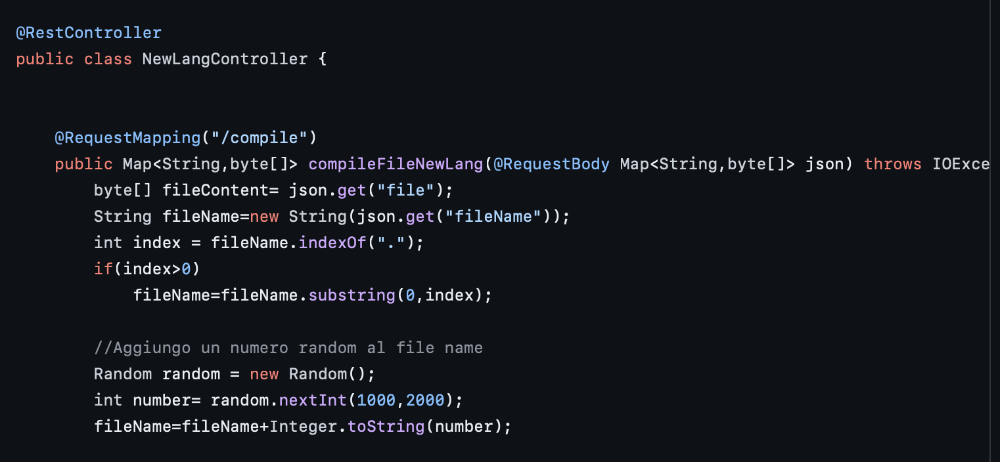 @RestController
public class NewLangController {
@RequestMapping("/compile")
public Map<String,byte[]> compileFileNewLang(@RequestBody Map<String,byte[]> json) throws IOExce
byte[] fileContent= json.get("file");
String fileName=new String(json.get("fileName"));
int index = fileName.indexOf(".");
if(index>0)
fileName=fileName.substring(0,index);
//Aggiungo un numero random al file name
Random random = new Random();
int number= random.nextInt(1000,2000);
fileName=fileName+Integer.toString(number);